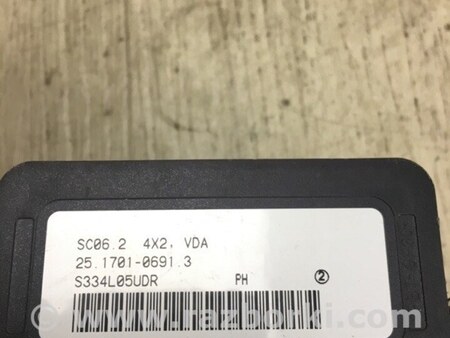 SC06.2 4X2, VDA
25.1701-0691.3
S334L05UDR PH ②
© www.razborki.com